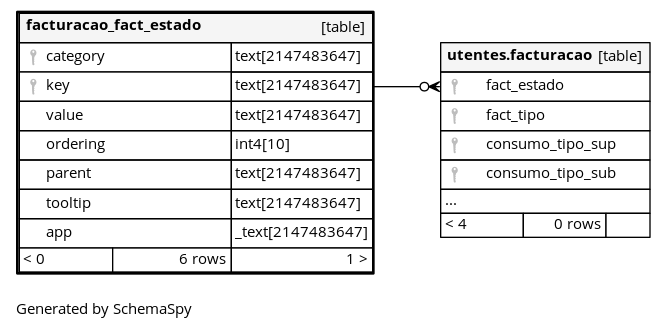 facturacao_fact_estado [table]
category text[2147483647]
key text[2147483647]
value text[2147483647]
ordering int4[10]
parent text[2147483647]
tooltip text[2147483647]
app _text[2147483647]
< 0 6 rows 1 >
utentes.facturacao [table]
fact_estado
fact_tipo
consumo_tipo_sup
consumo_tipo_sub
...
< 4 0 rows
Generated by SchemaSpy